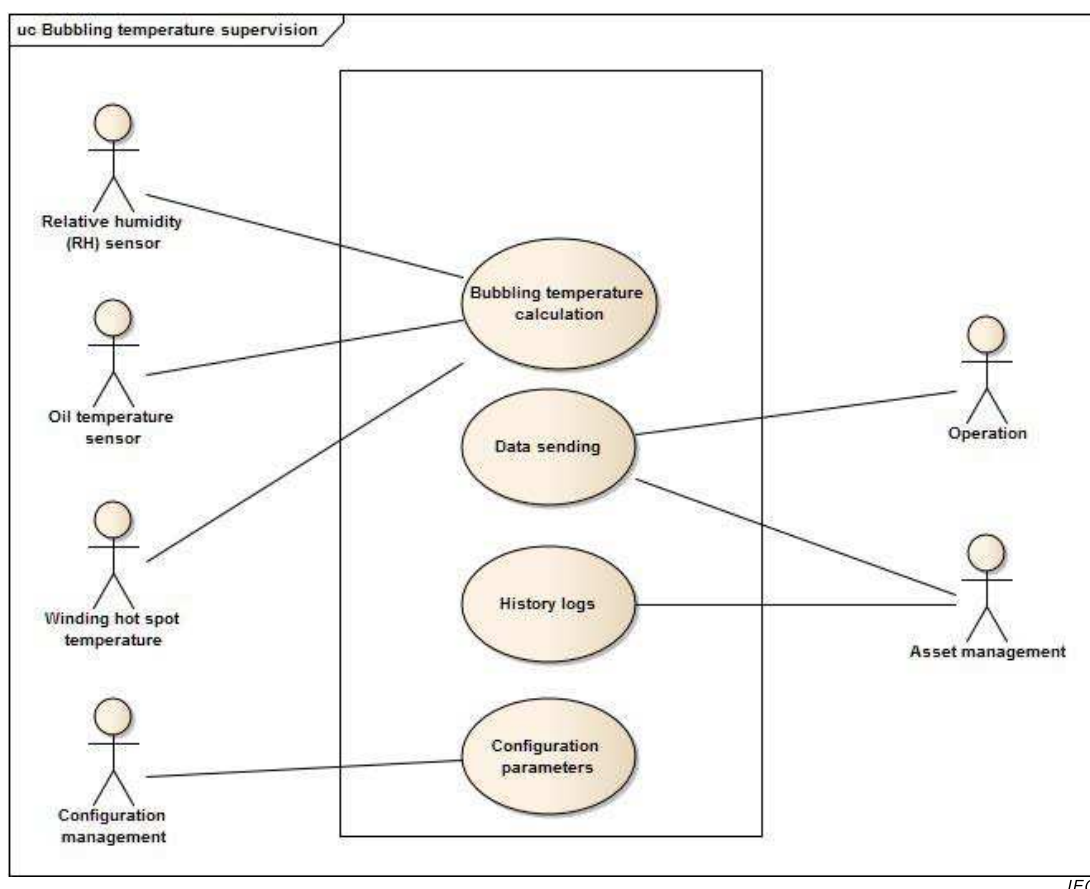 uc Bubbling temperature supervision
Relative humidity
(RH) sensor
Bubbling temperature
calculation
Oil temperature
sensor
Data sending
Operation
Winding hot spot
temperature
History logs
Asset management
Configuration
parameters
Configuration
management